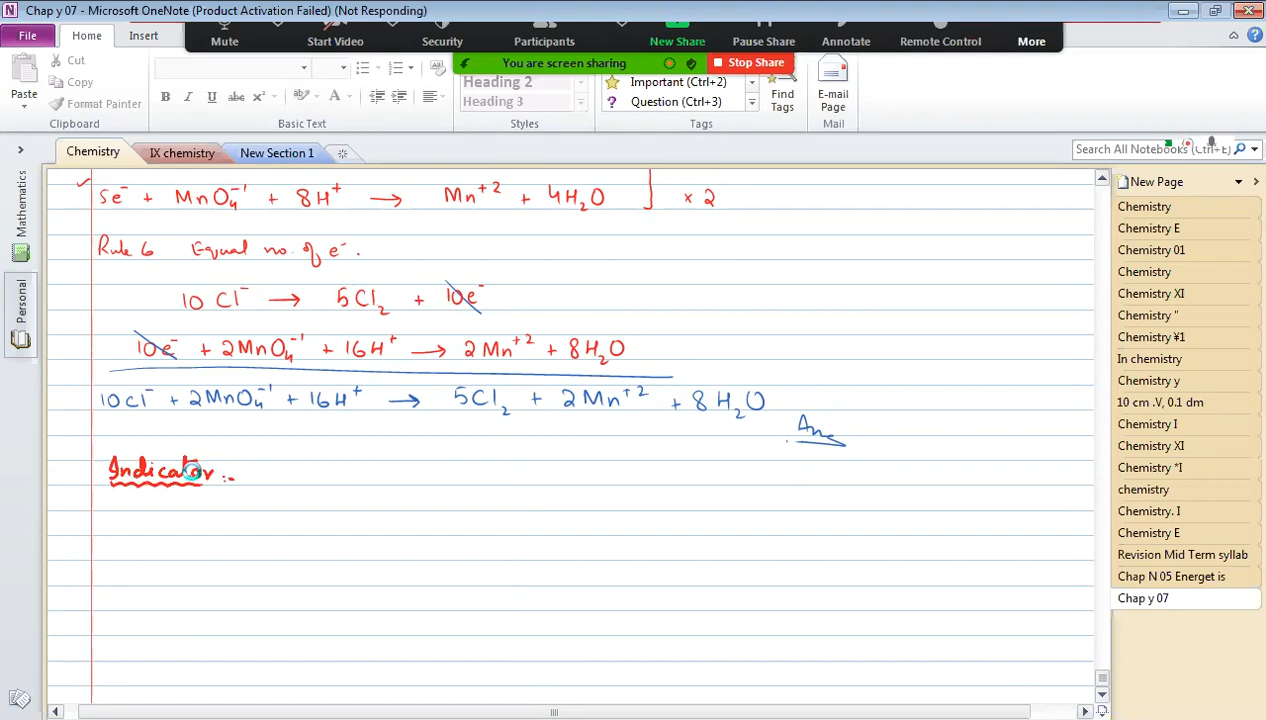 Chap y 07 - Microsoft OneNote (Product Activation Failed) (Not Responding)
File Home Insert
Mute Start Video Security Participants New Share Pause Share Annotate Remote Control More
You are screen sharing Stop Share
Paste
Cut
Copy
Format Painter
Clipboard
B I U abc x² A
Basic Text
Heading 2
Heading 3
Styles
Important (Ctrl+2)
Question (Ctrl+3)
Tags
Find Tags
E-mail Page
Mail
Chemistry IX chemistry New Section 1
Search All Notebooks (Ctrl+E)
Mathematics
Personal
5e⁻ + MnO₄⁻¹ + 8H⁺ → Mn⁺² + 4H₂O ] × 2
Rule 6 Equal no. of e⁻.
10 Cl⁻ → 5Cl₂ + 10e⁻
10e⁻ + 2MnO₄⁻¹ + 16H⁺ → 2Mn⁺² + 8H₂O
10Cl⁻ + 2MnO₄⁻¹ + 16H⁺ → 5Cl₂ + 2Mn⁺² + 8H₂O
Ans
Indicator :-
New Page
Chemistry
Chemistry E
Chemistry 01
Chemistry
Chemistry XI
Chemistry "
Chemistry ¥1
In chemistry
Chemistry y
10 cm .V, 0.1 dm
Chemistry I
Chemistry XI
Chemistry *I
chemistry
Chemistry. I
Chemistry E
Revision Mid Term syllab
Chap N 05 Energet is
Chap y 07